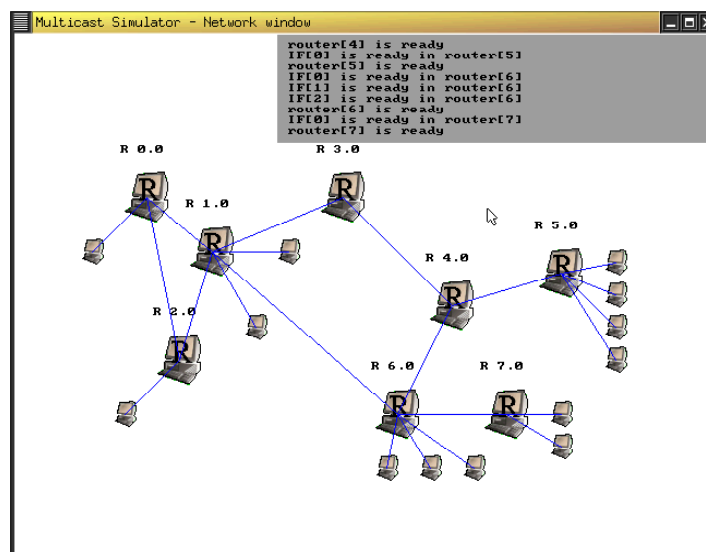 Multicast Simulator - Network window
router[4] is ready
IF[0] is ready in router[5]
router[5] is ready
IF[0] is ready in router[6]
IF[1] is ready in router[6]
IF[2] is ready in router[6]
router[6] is ready
IF[0] is ready in router[7]
router[7] is ready
R 0.0
R 3.0
R
R
R 1.0
R
R 5.0
R 4.0
R
R
R 2.0
R
R 6.0
R 7.0
R
R